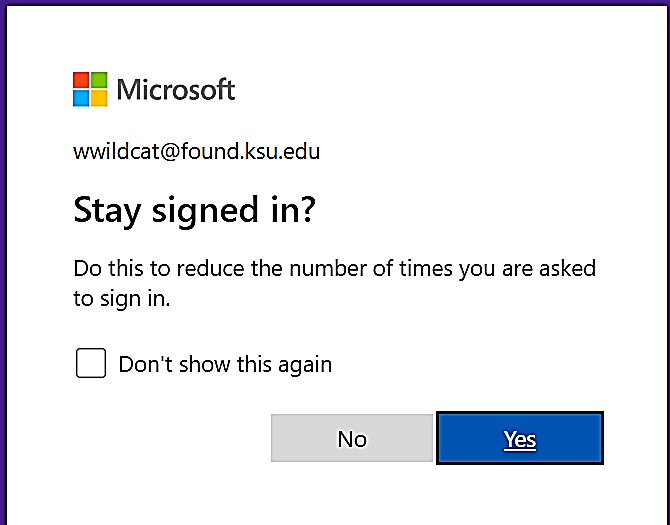 Microsoft
wwildcat@found.ksu.edu
Stay signed in?
Do this to reduce the number of times you are asked
to sign in.
Don't show this again
No
Yes